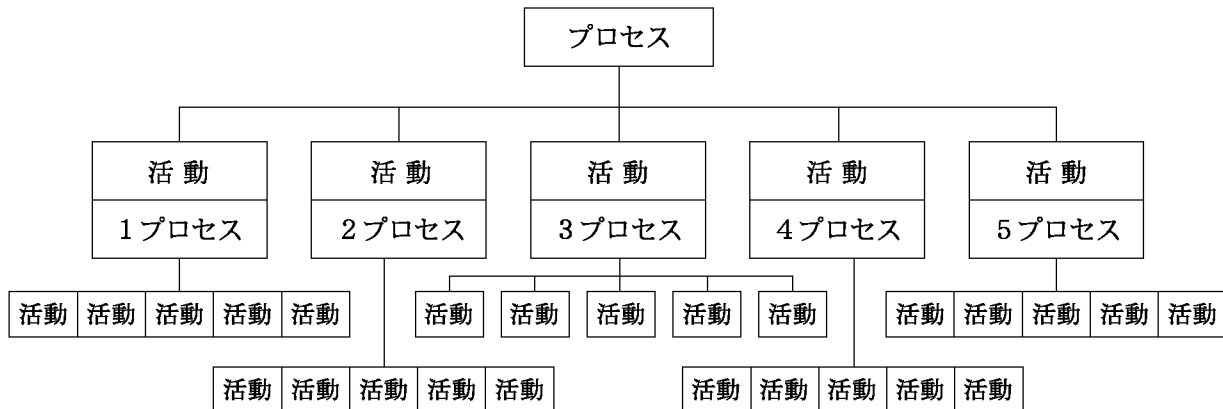 プロセス
活動 活動 活動 活動 活動
1プロセス 2プロセス 3プロセス 4プロセス 5プロセス
活動 活動 活動 活動 活動 活動 活動 活動 活動 活動 活動 活動 活動 活動 活動
活動 活動 活動 活動 活動 活動 活動 活動 活動 活動